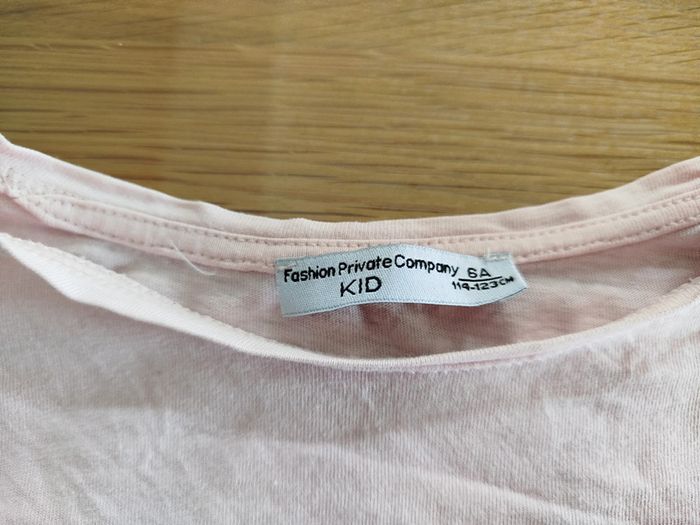 Fashion Private Company
KID
6A
114-123CM